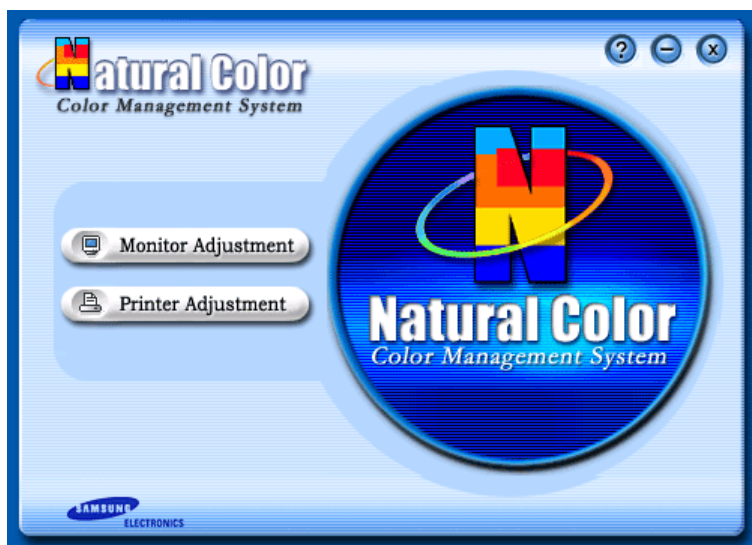 Natural Color
Color Management System
? – x
Monitor Adjustment
Printer Adjustment
N
Natural Color
Color Management System
SAMSUNG
ELECTRONICS